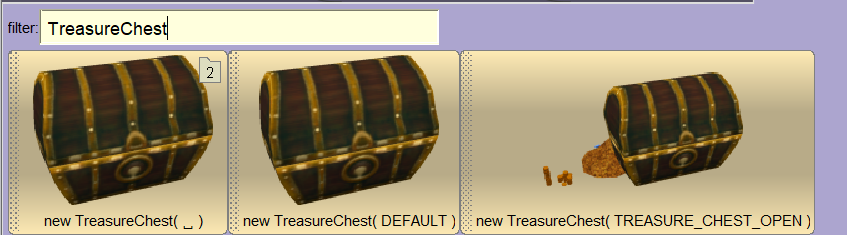 filter: TreasureChest
2
new TreasureChest( ␣ )
new TreasureChest( DEFAULT )
new TreasureChest( TREASURE_CHEST_OPEN )